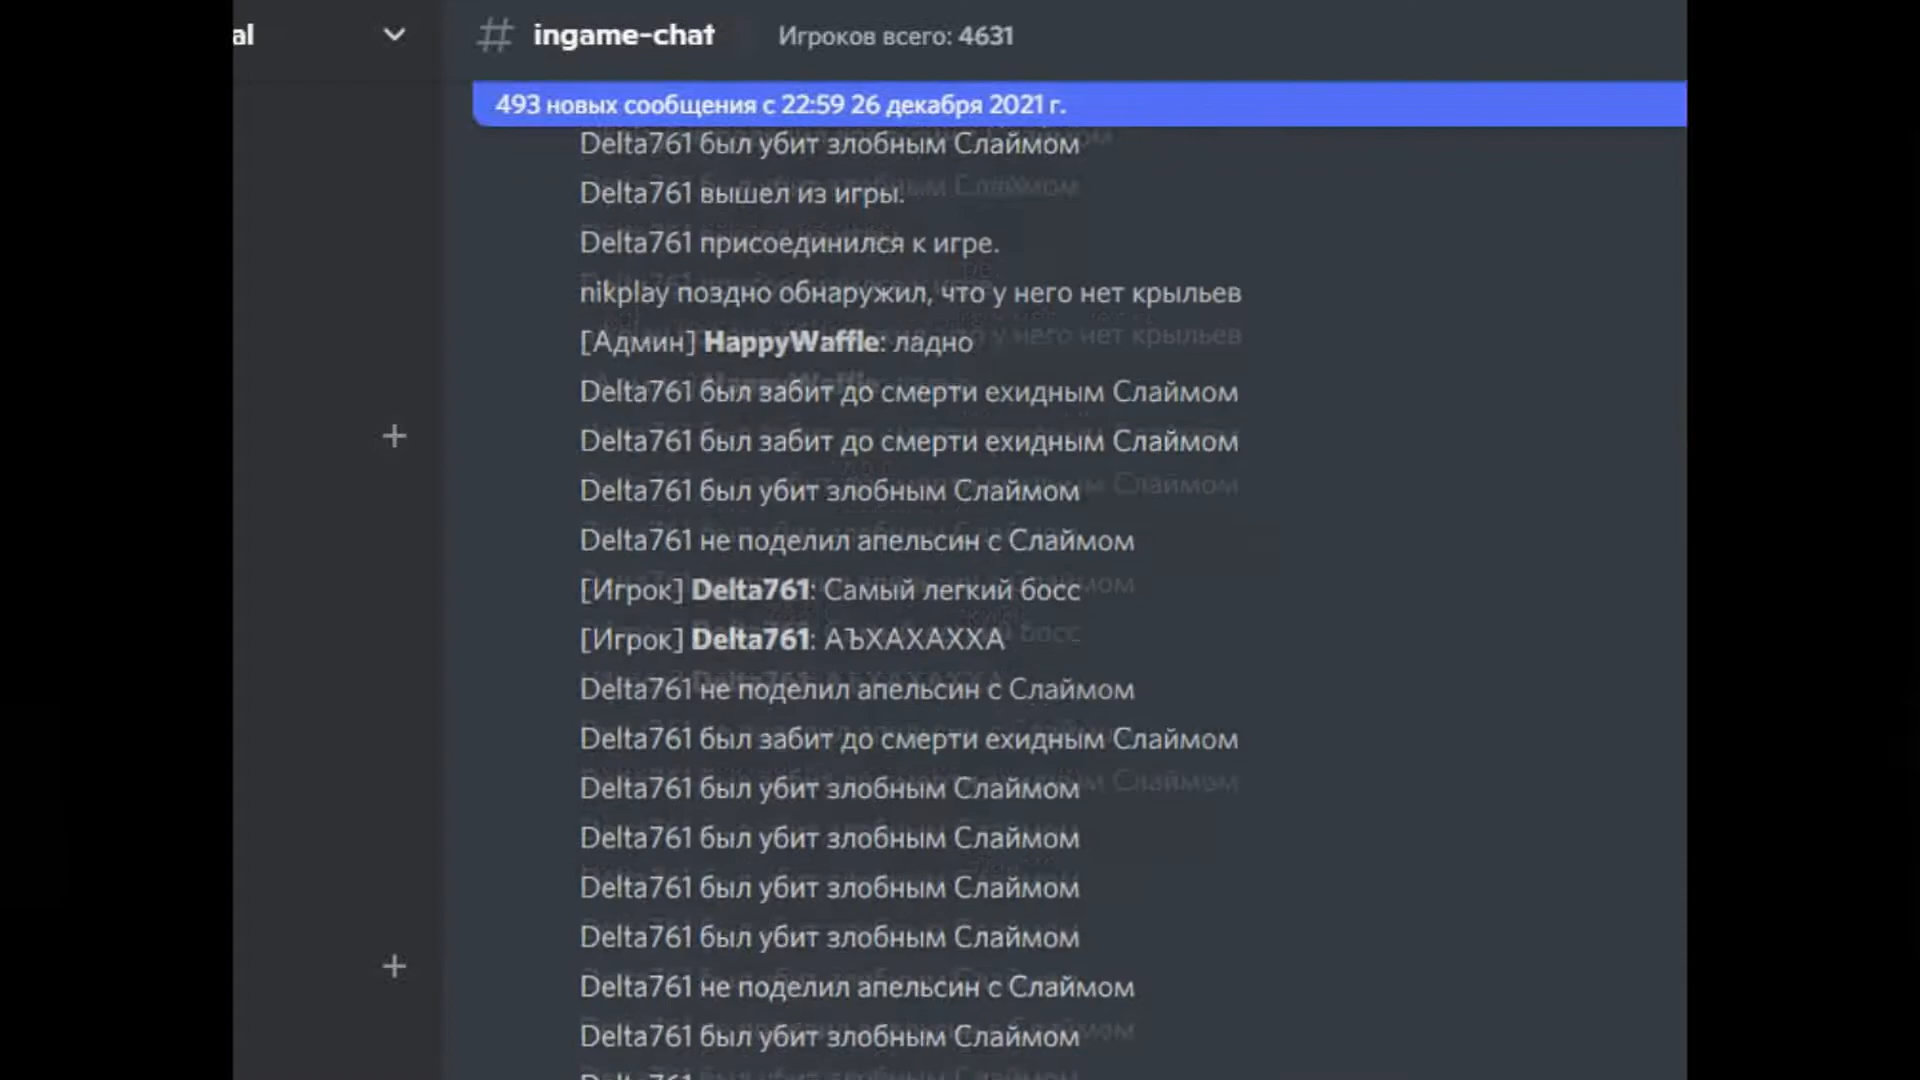 al
# ingame-chat Игроков всего: 4631
493 новых сообщения с 22:59 26 декабря 2021 г.
Delta761 был убит злобным Слаймом
Delta761 вышел из игры.
Delta761 присоединился к игре.
nikplay поздно обнаружил, что у него нет крыльев
[Админ] HappyWaffle: ладно
Delta761 был забит до смерти ехидным Слаймом
Delta761 был забит до смерти ехидным Слаймом
Delta761 был убит злобным Слаймом
Delta761 не поделил апельсин с Слаймом
[Игрок] Delta761: Самый легкий босс
[Игрок] Delta761: АЪХАХАХХА
Delta761 не поделил апельсин с Слаймом
Delta761 был забит до смерти ехидным Слаймом
Delta761 был убит злобным Слаймом
Delta761 был убит злобным Слаймом
Delta761 был убит злобным Слаймом
Delta761 был убит злобным Слаймом
Delta761 не поделил апельсин с Слаймом
Delta761 был убит злобным Слаймом